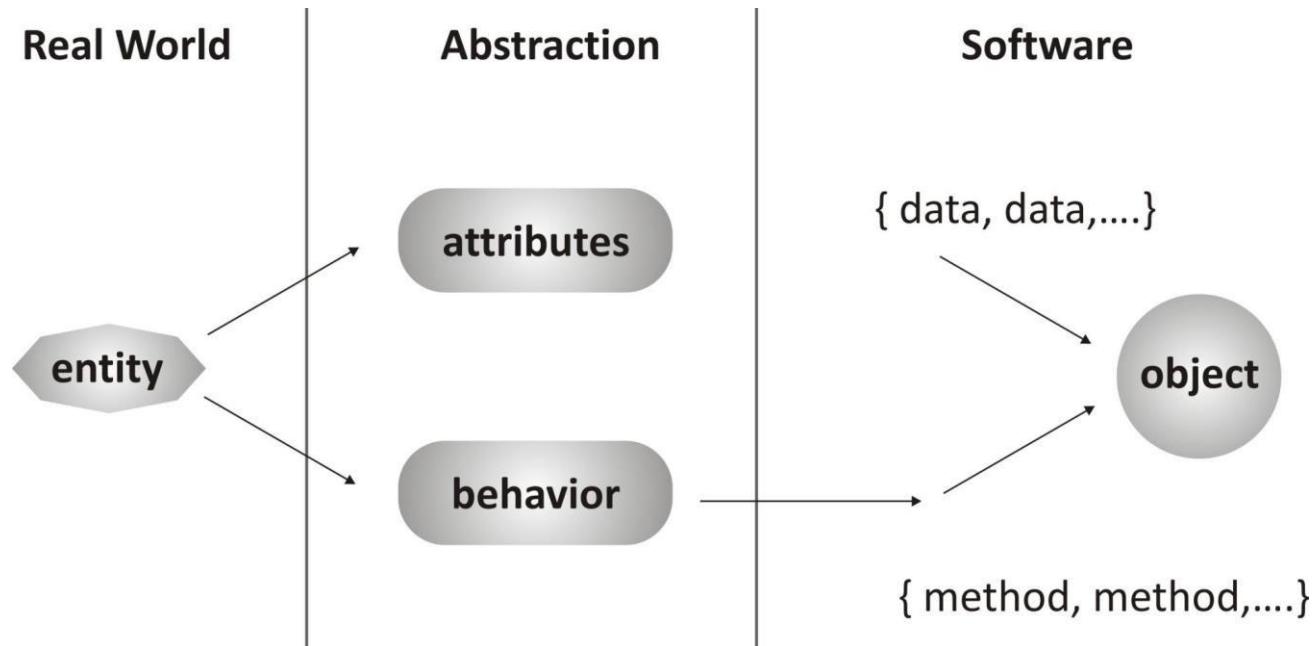 Real World
Abstraction
Software
attributes
{ data, data,....}
entity
object
behavior
{ method, method,....}